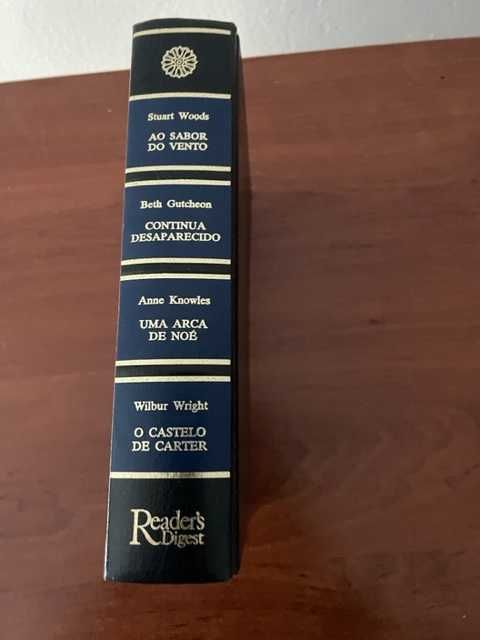 Stuart Woods
AO SABOR
DO VENTO
Beth Gutcheon
CONTINUA
DESAPARECIDO
Anne Knowles
UMA ARCA
DE NOÉ
Wilbur Wright
O CASTELO
DE CARTER
Reader's
Digest